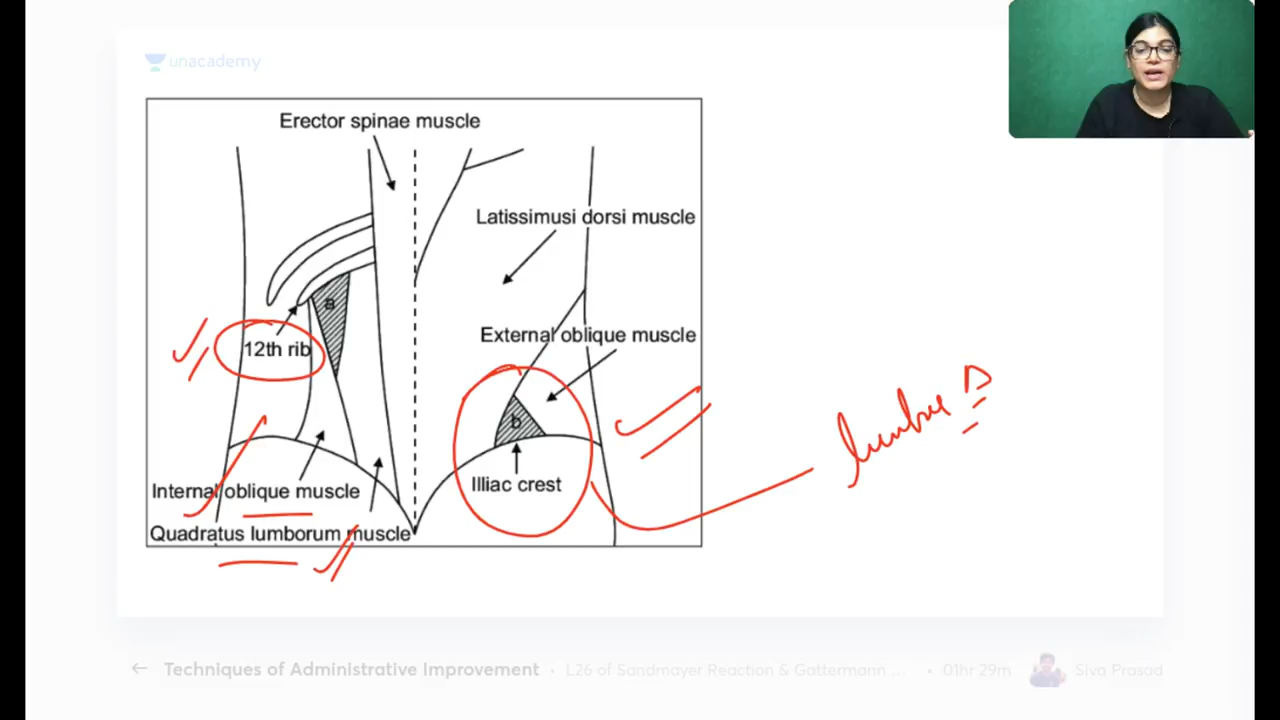 unacademy
Erector spinae muscle
Latissimusi dorsi muscle
a
External oblique muscle
12th rib
b
Illiac crest
Internal oblique muscle
Quadratus lumborum muscle
Techniques of Administrative Improvement • L26 of Sandmayer Reaction & Gattermann ... • 01hr 29m Siva Prasad